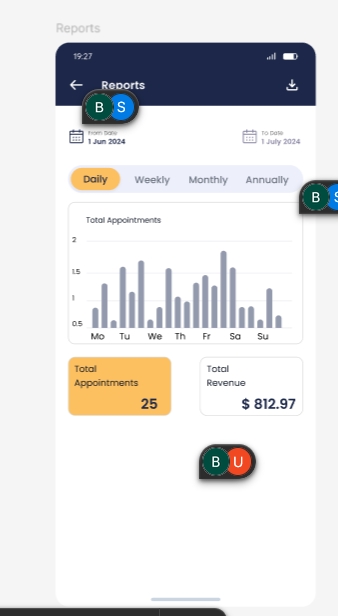 Reports
19:27
Reports
B S
From Date
1 Jun 2024
To Date
1 July 2024
Daily Weekly Monthly Annually
B S
Total Appointments
2
1.5
1
0.5
Mo Tu We Th Fr Sa Su
Total
Appointments
25
Total
Revenue
$ 812.97
B U